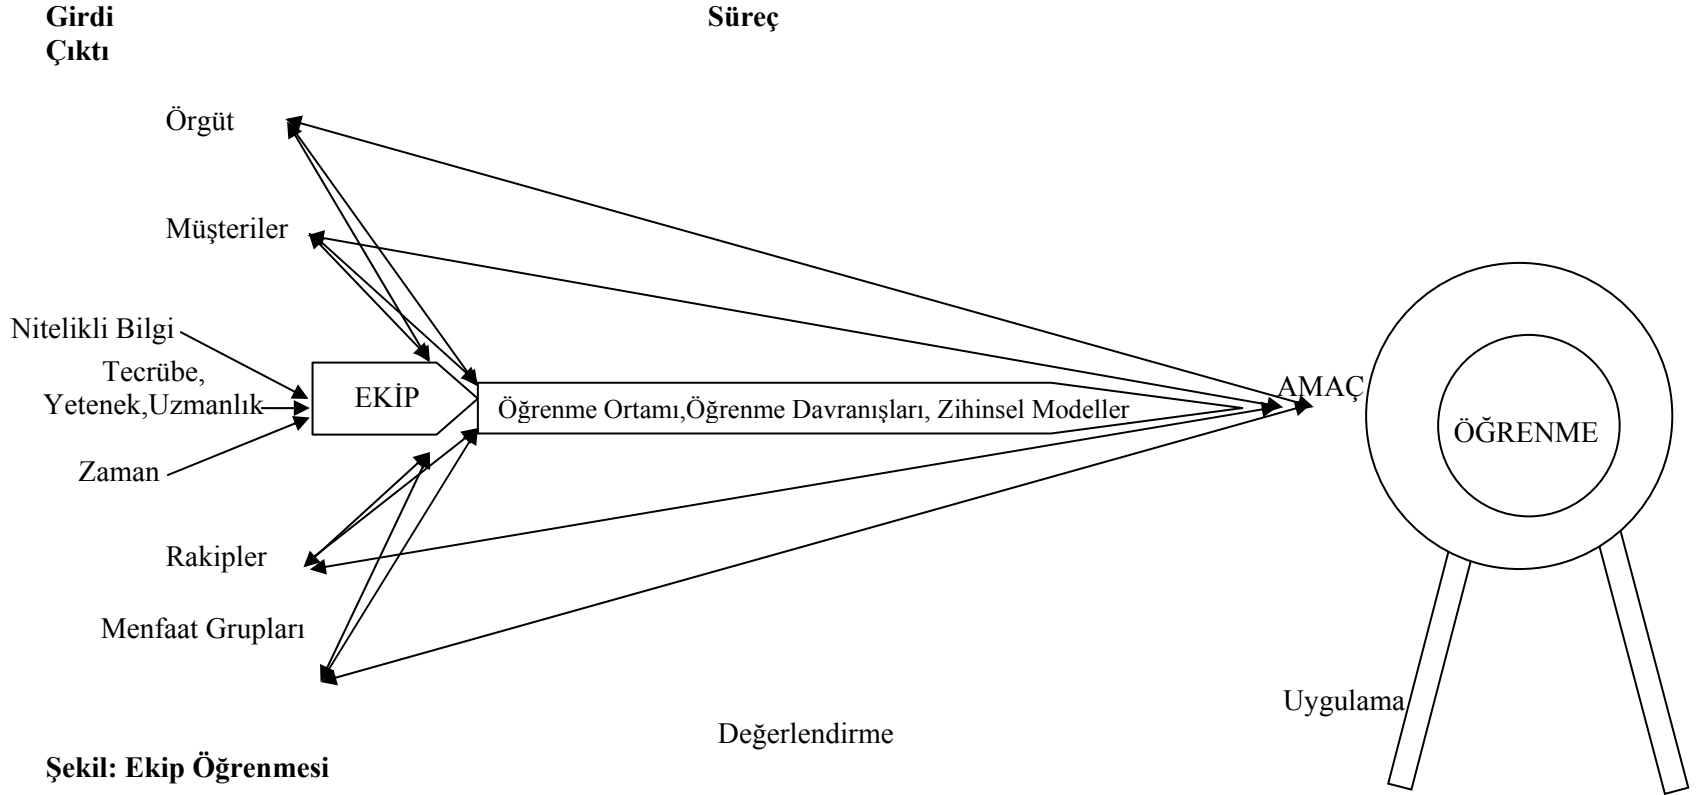 Girdi Süreç
Çıktı
Örgüt
Müşteriler
Nitelikli Bilgi
Tecrübe,
Yetenek,Uzmanlık
EKİP
Öğrenme Ortamı,Öğrenme Davranışları, Zihinsel Modeller
AMAÇ
ÖĞRENME
Zaman
Rakipler
Menfaat Grupları
Uygulama
Değerlendirme
Şekil: Ekip Öğrenmesi